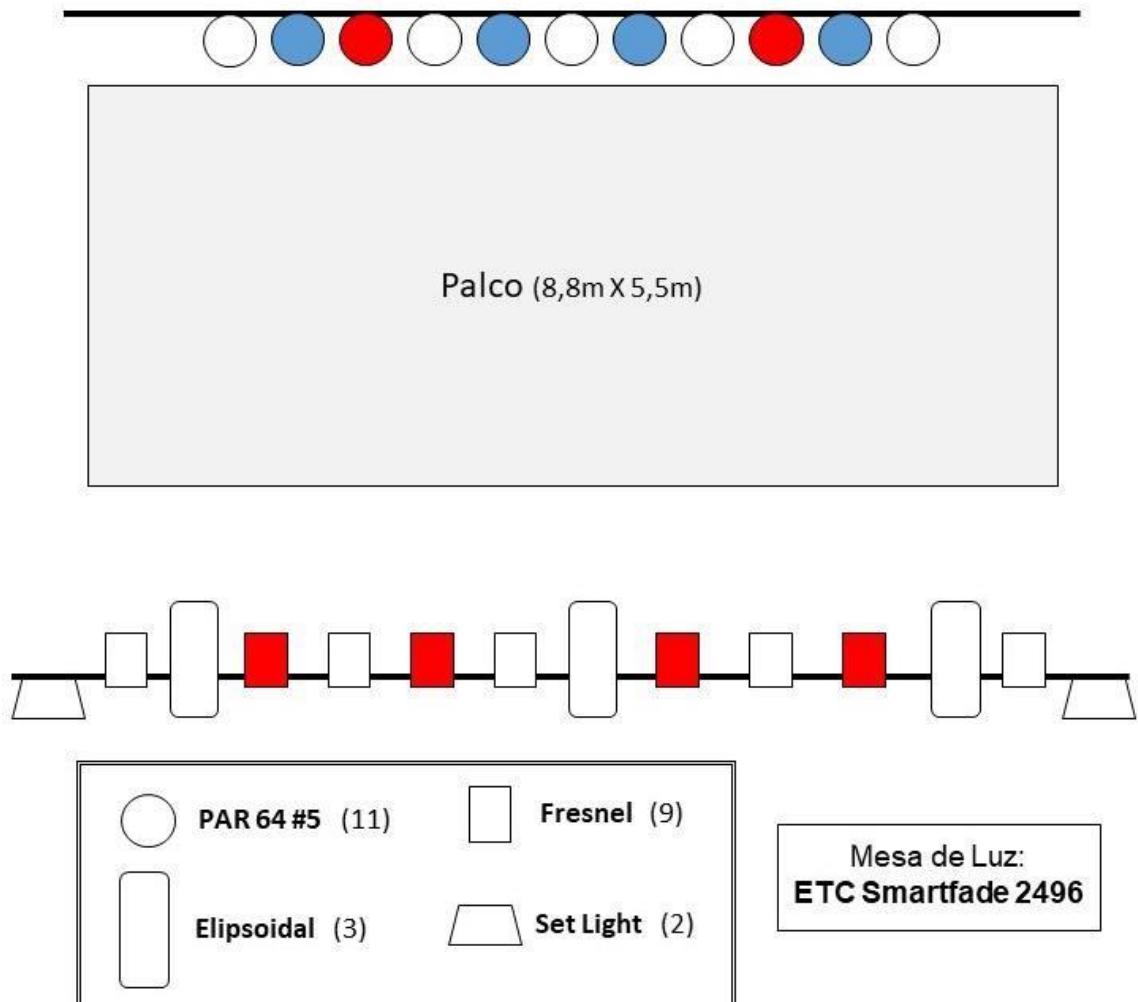 Palco (8,8m X 5,5m)
PAR 64 #5 (11)
Fresnel (9)
Elipsoidal (3)
Set Light (2)
Mesa de Luz:
ETC Smartfade 2496